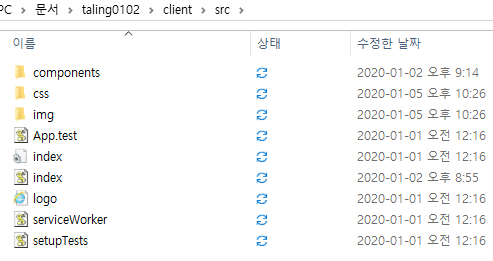 PC > 문서 > taling0102 > client > src >
이름 상태 수정한 날짜
components 2020-01-02 오후 9:14
css 2020-01-05 오후 10:26
img 2020-01-05 오후 10:26
App.test 2020-01-01 오전 12:16
index 2020-01-01 오전 12:16
index 2020-01-02 오후 8:55
logo 2020-01-01 오전 12:16
serviceWorker 2020-01-01 오전 12:16
setupTests 2020-01-01 오전 12:16